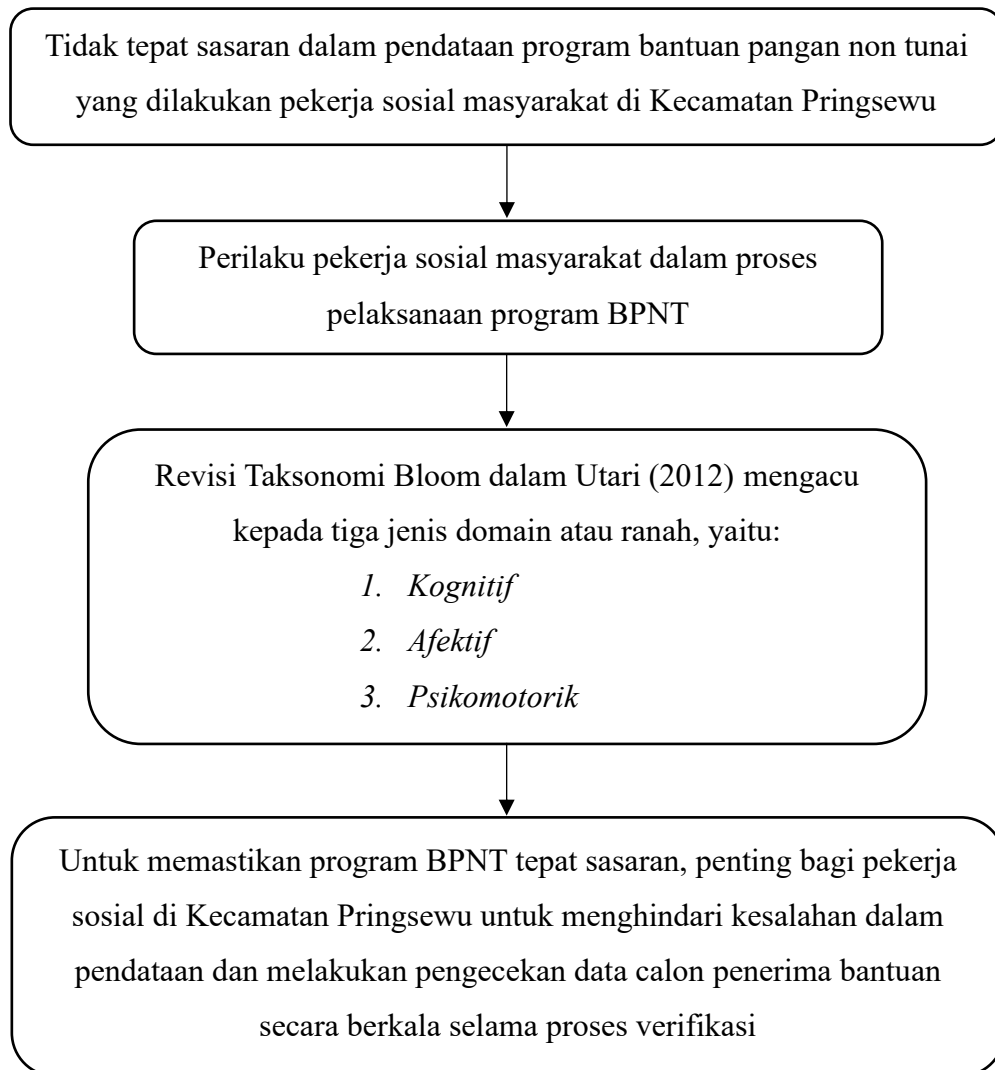 Tidak tepat sasaran dalam pendataan program bantuan pangan non tunai
yang dilakukan pekerja sosial masyarakat di Kecamatan Pringsewu
Perilaku pekerja sosial masyarakat dalam proses
pelaksanaan program BPNT
Revisi Taksonomi Bloom dalam Utari (2012) mengacu
kepada tiga jenis domain atau ranah, yaitu:
1. Kognitif
2. Afektif
3. Psikomotorik
Untuk memastikan program BPNT tepat sasaran, penting bagi pekerja
sosial di Kecamatan Pringsewu untuk menghindari kesalahan dalam
pendataan dan melakukan pengecekan data calon penerima bantuan
secara berkala selama proses verifikasi